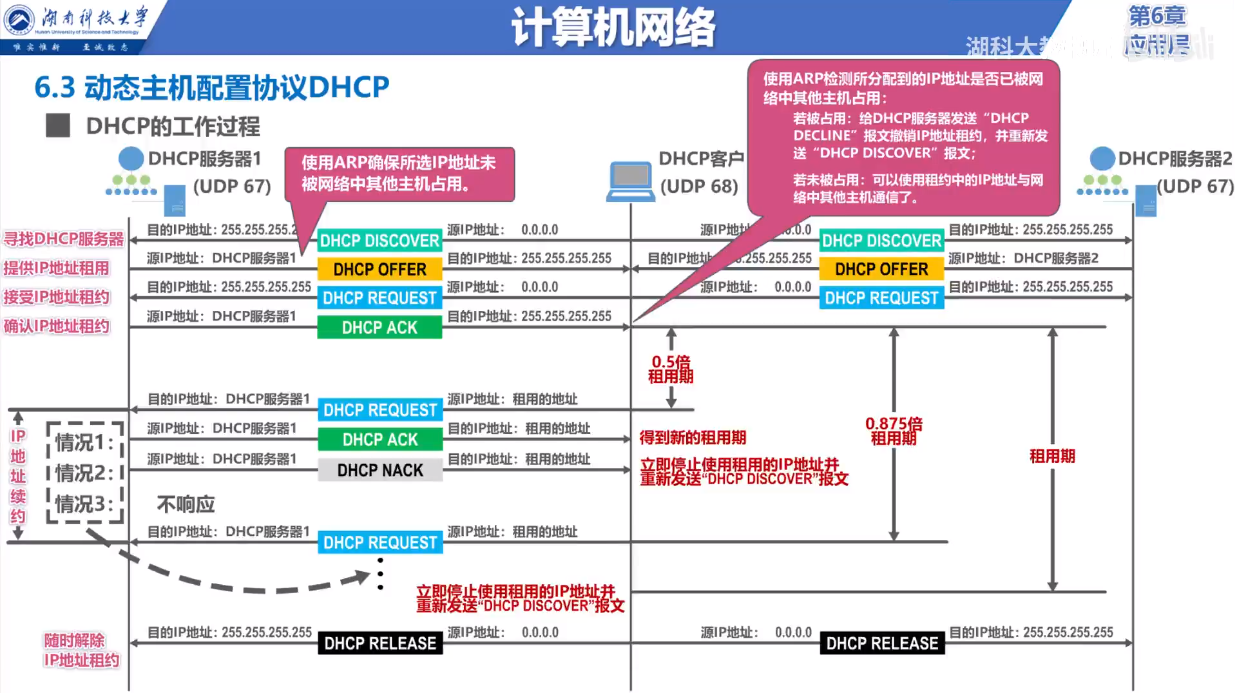 湖南科技大学
Hunan University of Science and Technology
唯实惟新 至诚致志
计算机网络
第6章
应用层
湖科大教
6.3 动态主机配置协议DHCP
DHCP的工作过程
使用ARP检测所分配到的IP地址是否已被网
络中其他主机占用:
若被占用:给DHCP服务器发送“DHCP
DECLINE”报文撤销IP地址租约,并重新发
送“DHCP DISCOVER”报文;
若未被占用:可以使用租约中的IP地址与网
络中其他主机通信了。
DHCP服务器1
(UDP 67)
使用ARP确保所选IP地址未
被网络中其他主机占用。
DHCP客户
(UDP 68)
DHCP服务器2
(UDP 67)
寻找DHCP服务器
目的IP地址:255.255.255.2
DHCP DISCOVER
源IP地址: 0.0.0.0
.0.0.0
DHCP DISCOVER
目的IP地址:255.255.255.255
提供IP地址租用
源IP地址:DHCP服务器1
DHCP OFFER
目的IP地址:255.255.255.255
目的IP地址: .255.255.255
DHCP OFFER
源IP地址:DHCP服务器2
接受IP地址租约
目的IP地址:255.255.255.255
DHCP REQUEST
源IP地址: 0.0.0.0
源IP地址: 0.0.0.0
DHCP REQUEST
目的IP地址:255.255.255.255
确认IP地址租约
源IP地址:DHCP服务器1
DHCP ACK
目的IP地址:255.255.255.255
0.5倍
租用期
0.875倍
租用期
租用期
IP地址续约
目的IP地址:DHCP服务器1
DHCP REQUEST
源IP地址:租用的地址
情况1:
源IP地址:DHCP服务器1
DHCP ACK
目的IP地址:租用的地址
得到新的租用期
情况2:
源IP地址:DHCP服务器1
DHCP NACK
目的IP地址:租用的地址
立即停止使用租用的IP地址并
重新发送“DHCP DISCOVER”报文
情况3:
不响应
目的IP地址:DHCP服务器1
DHCP REQUEST
源IP地址:租用的地址
立即停止使用租用的IP地址并
重新发送“DHCP DISCOVER”报文
随时解除
IP地址租约
目的IP地址:255.255.255.255
DHCP RELEASE
源IP地址: 0.0.0.0
源IP地址: 0.0.0.0
DHCP RELEASE
目的IP地址:255.255.255.255